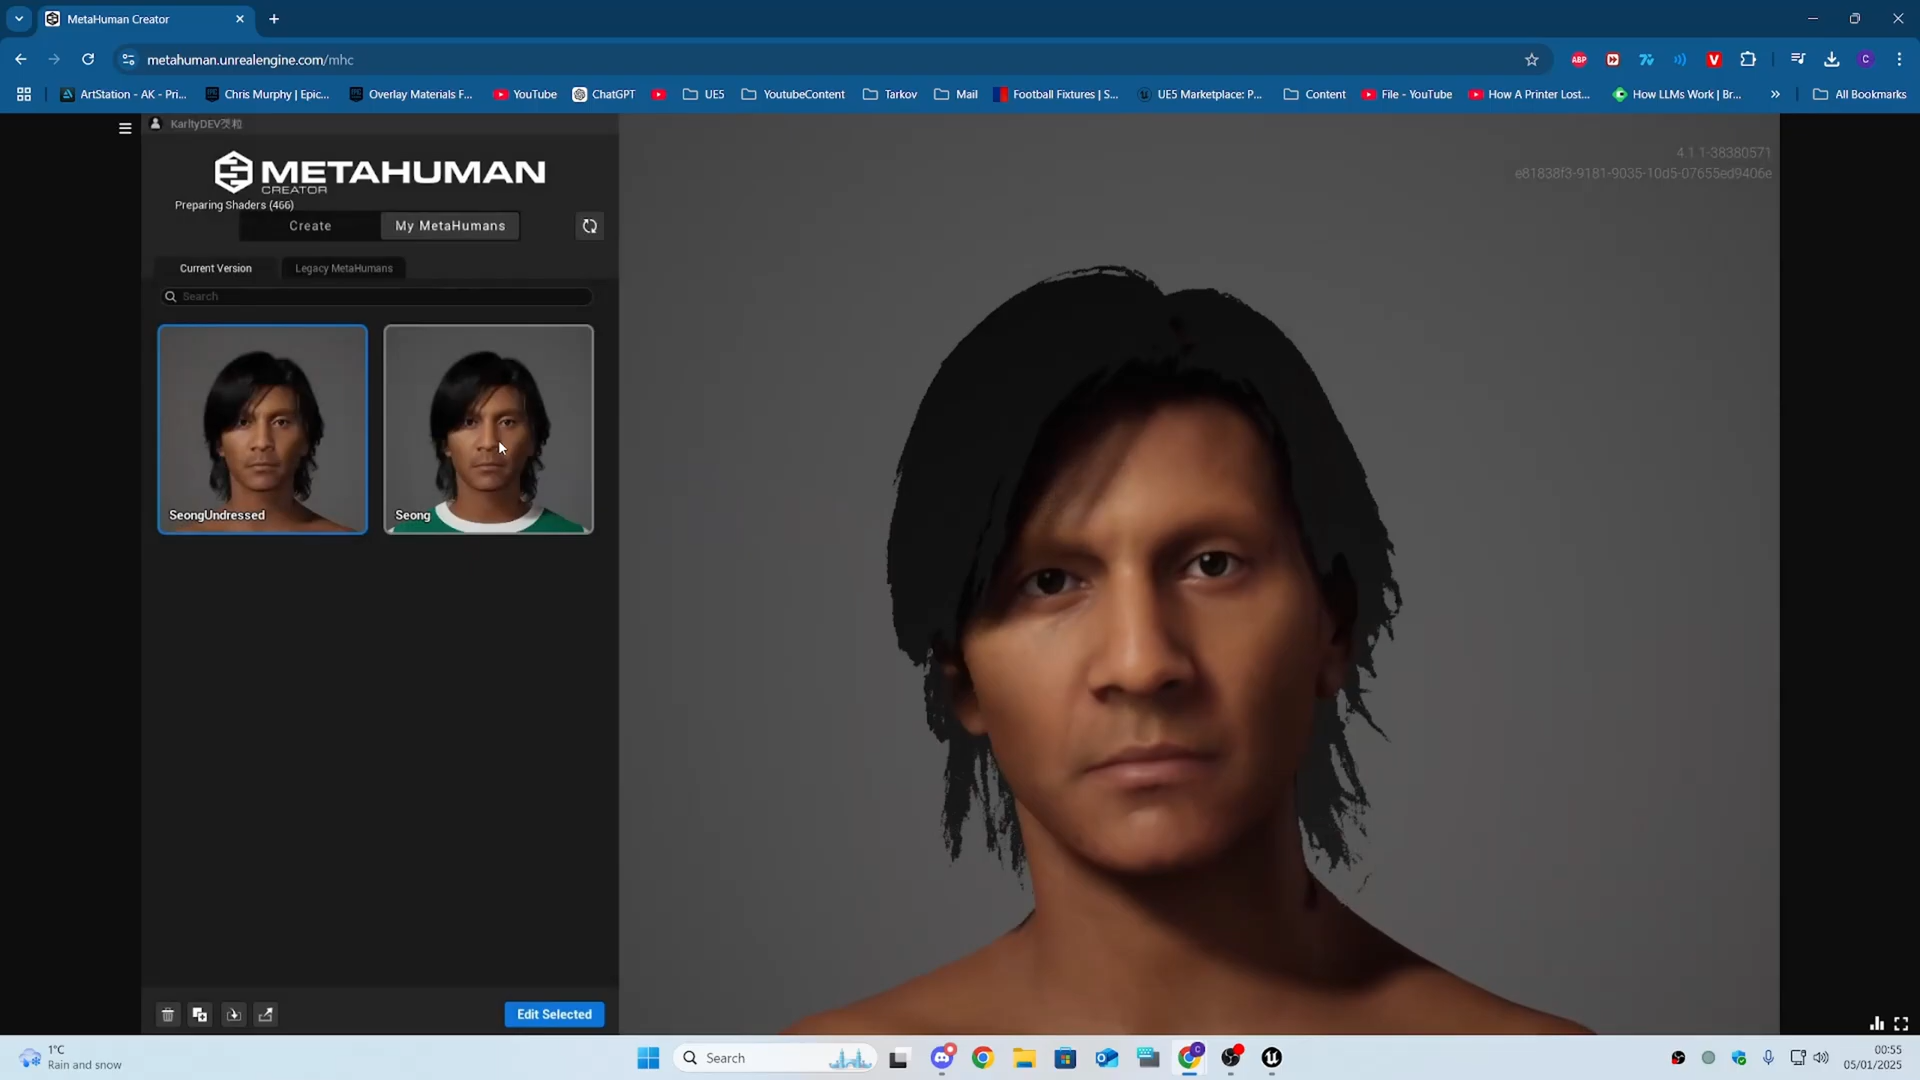 MetaHuman Creator
metahuman.unrealengine.com/mhc
ABP
V
C
ArtStation - AK - Pri...
Chris Murphy | Epic...
Overlay Materials F...
YouTube
ChatGPT
UE5
YoutubeContent
Tarkov
Mail
Football Fixtures | S...
UE5 Marketplace: P...
Content
File - YouTube
How A Printer Lost...
How LLMs Work | Br...
All Bookmarks
METAHUMAN
CREATOR
Preparing Shaders (466)
Create
My MetaHumans
Current Version
Legacy MetaHumans
Search
SeongUndressed
Seong
Edit Selected
4.1.1-38380571
e81838f3-9181-9035-10d5-07655ed9406e
1°C
Rain and snow
Search
C
00:55
05/01/2025